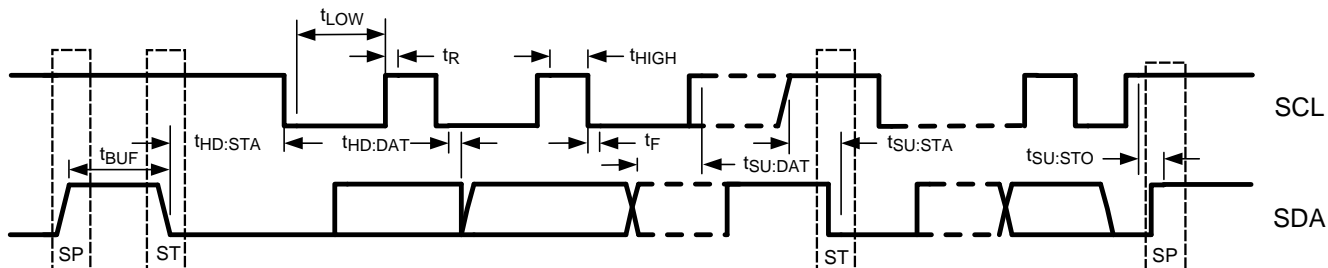 tLOW
tR
tHIGH
SCL
tHD:STA
tHD:DAT
tF
tSU:STA
tBUF
tSU:DAT
tSU:STO
SDA
SP
ST
ST
SP